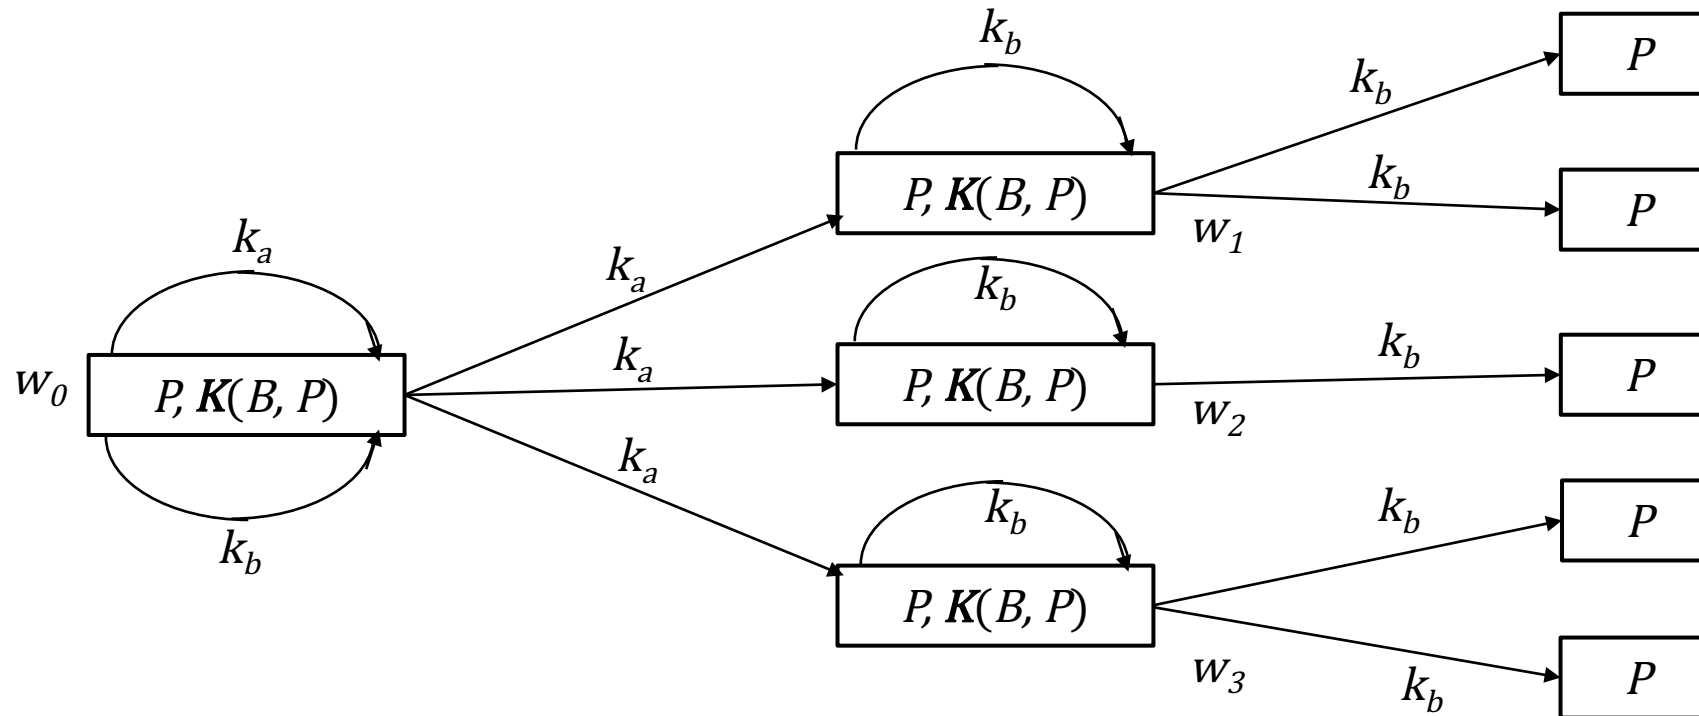 k_b
k_b
P
k_b
P, K(B, P)
P
w_1
k_a
k_a
k_b
k_a
k_b
P
w_0
P, K(B, P)
P, K(B, P)
w_2
k_a
k_b
k_b
P
k_b
P, K(B, P)
w_3
k_b
P